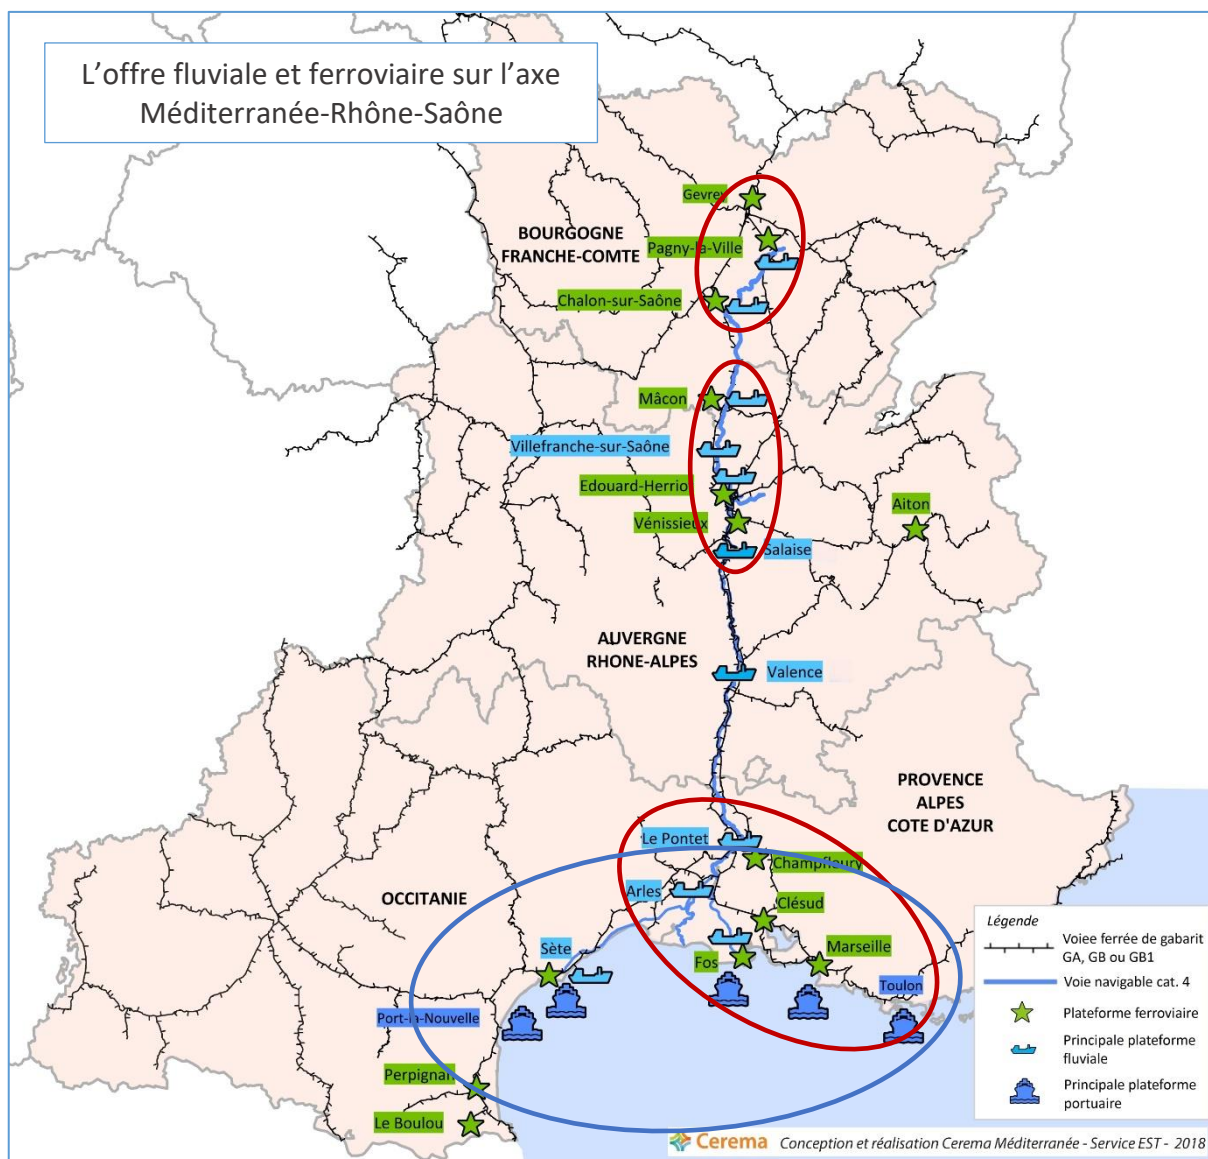 L'offre fluviale et ferroviaire sur l'axe
Méditerranée-Rhône-Saône
Gevrey
BOURGOGNE
FRANCHE-COMTE
Pagny-la-Ville
Chalon-sur-Saône
Mâcon
Villefranche-sur-Saône
Edouard-Herriot
Aiton
Vénissieux
Salaise
AUVERGNE
RHONE-ALPES
Valence
PROVENCE
ALPES
COTE D'AZUR
Le Pontet
Champfleury
Arles
OCCITANIE
Clésud
Sète
Marseille
Fos
Toulon
Port-la-Nouvelle
Perpignan
Le Boulou
Légende
Voiee ferrée de gabarit
GA, GB ou GB1
Voie navigable cat. 4
Plateforme ferroviaire
Principale plateforme
fluviale
Principale plateforme
portuaire
Cerema Conception et réalisation Cerema Méditerranée - Service EST - 2018